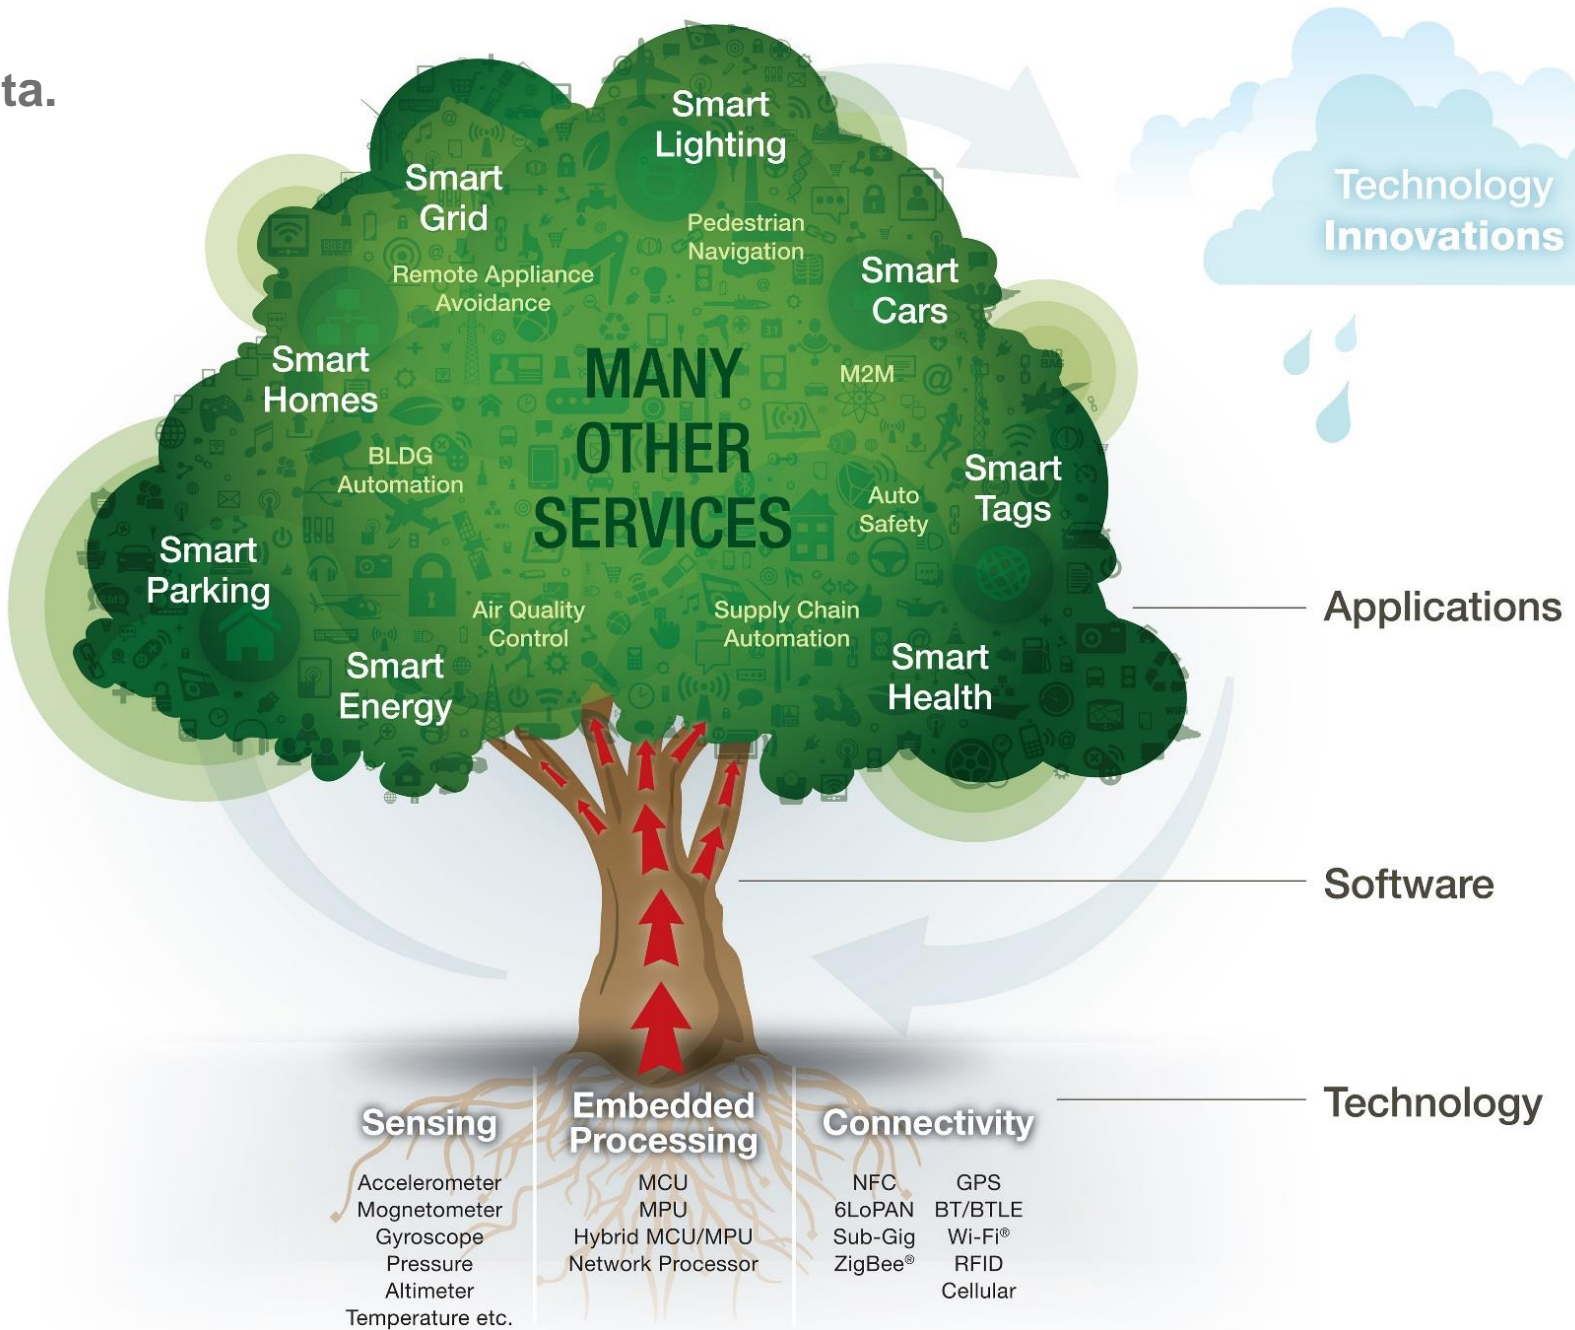 ta.
Smart
Lighting
Smart
Grid
Pedestrian
Navigation
Technology
Innovations
Remote Appliance
Avoidance
Smart
Cars
Smart
Homes
MANY
OTHER
SERVICES
M2M
BLDG
Automation
Smart
Tags
Auto
Safety
Smart
Parking
Air Quality
Control
Supply Chain
Automation
Applications
Smart
Energy
Smart
Health
Software
Technology
Sensing
Accelerometer
Mognetometer
Gyroscope
Pressure
Altimeter
Temperature etc.
Embedded
Processing
MCU
MPU
Hybrid MCU/MPU
Network Processor
Connectivity
NFC GPS
6LoPAN BT/BTLE
Sub-Gig Wi-Fi®
ZigBee® RFID
Cellular